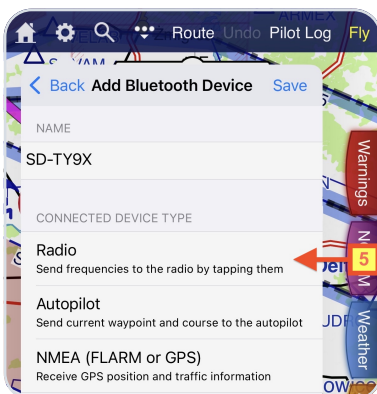 ARMEX
Route Undo Pilot Log Fly
Back Add Bluetooth Device Save
NAME
SD-TY9X
Warnings
CONNECTED DEVICE TYPE
Radio
Send frequencies to the radio by tapping them
5
Autopilot
Send current waypoint and course to the autopilot
Weather
NMEA (FLARM or GPS)
Receive GPS position and traffic information